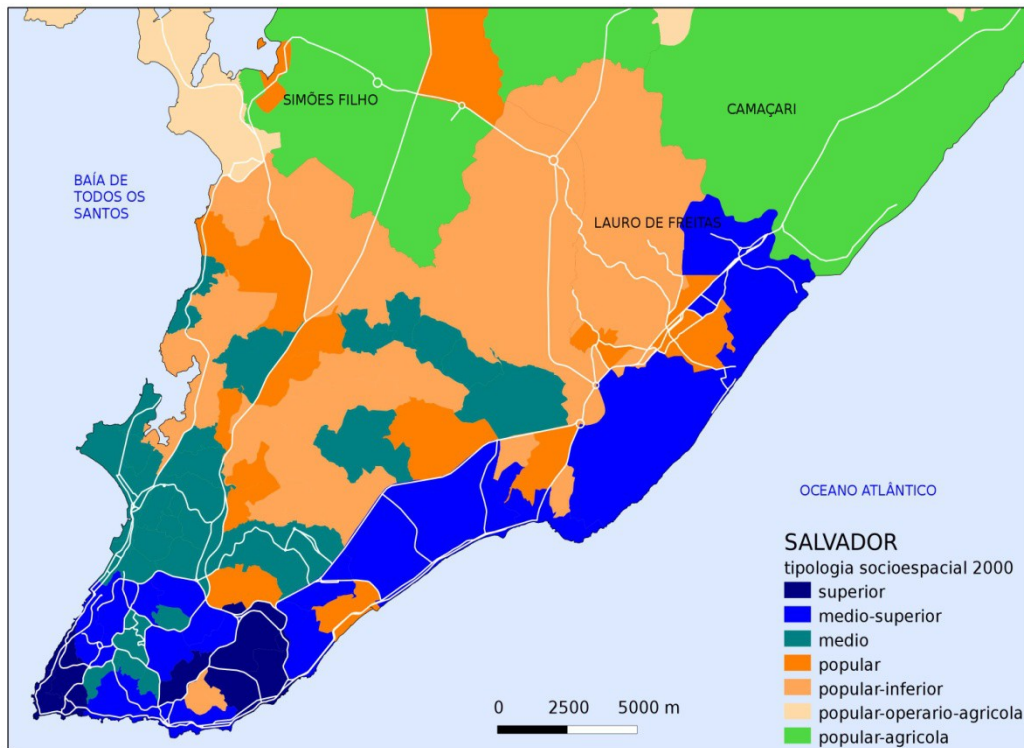 SIMÕES FILHO
CAMAÇARI
BAÍA DE
TODOS OS
SANTOS
LAURO DE FREITAS
OCEANO ATLÂNTICO
SALVADOR
tipologia socioespacial 2000
superior
medio-superior
medio
popular
popular-inferior
popular-operario-agricola
popular-agricola
0 2500 5000 m